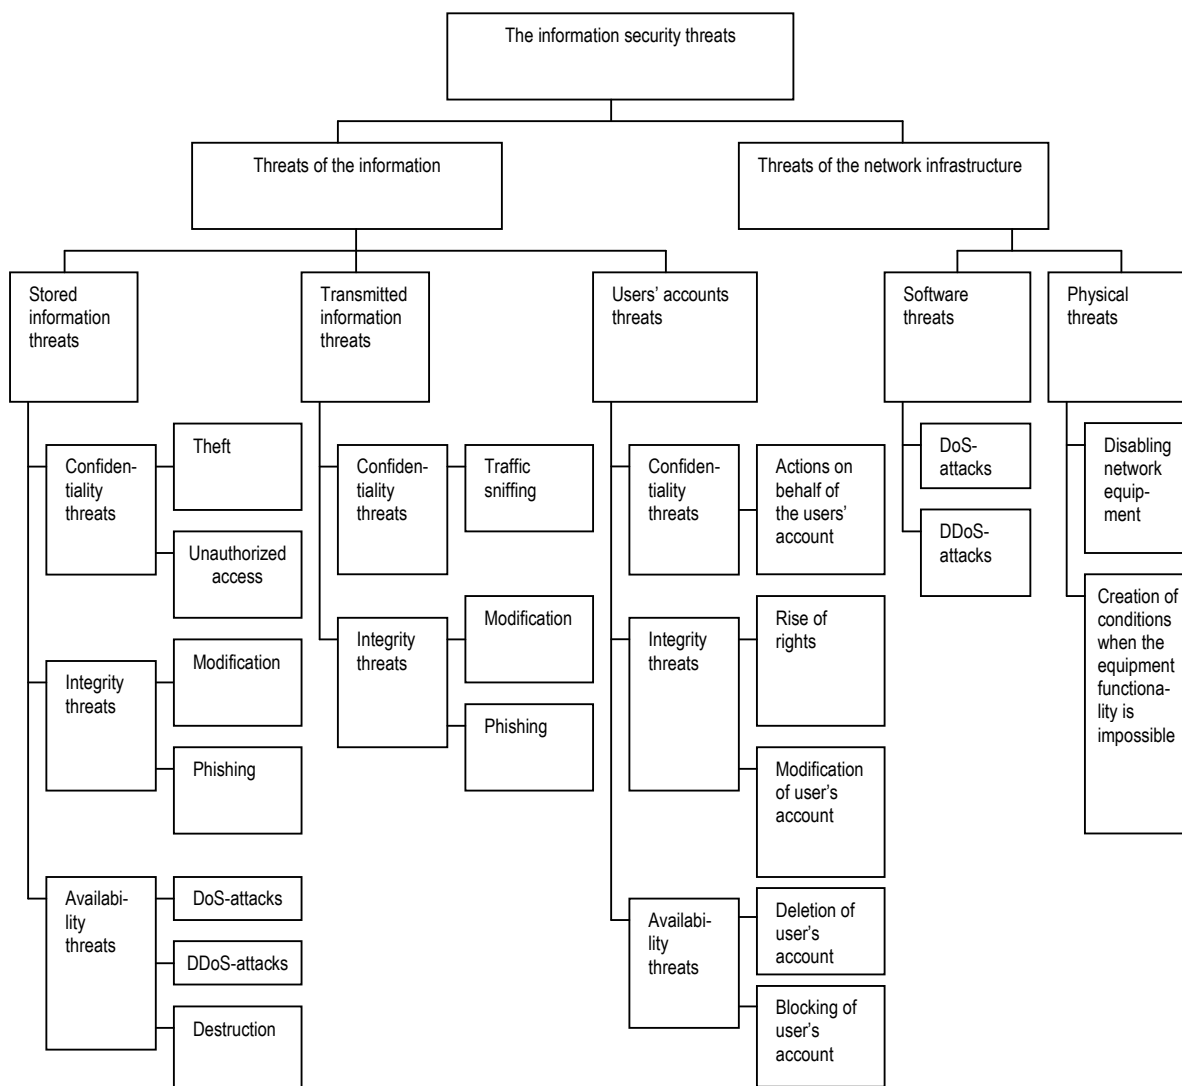 The information security threats
Threats of the information
Threats of the network infrastructure
Stored
information
threats
Transmitted
information
threats
Users’ accounts
threats
Software
threats
Physical
threats
Confiden-
tiality
threats
Theft
Unauthorized
access
Integrity
threats
Modification
Phishing
Availabi-
lity
threats
DoS-attacks
DDoS-attacks
Destruction
Confiden-
tiality
threats
Traffic
sniffing
Integrity
threats
Modification
Phishing
Confiden-
tiality
threats
Actions on
behalf of
the users’
account
Integrity
threats
Rise of
rights
Modification
of user’s
account
Availabi-
lity
threats
Deletion of
user’s
account
Blocking of
user’s
account
DoS-
attacks
DDoS-
attacks
Disabling
network
equip-
ment
Creation of
conditions
when the
equipment
functiona-
lity is
impossible